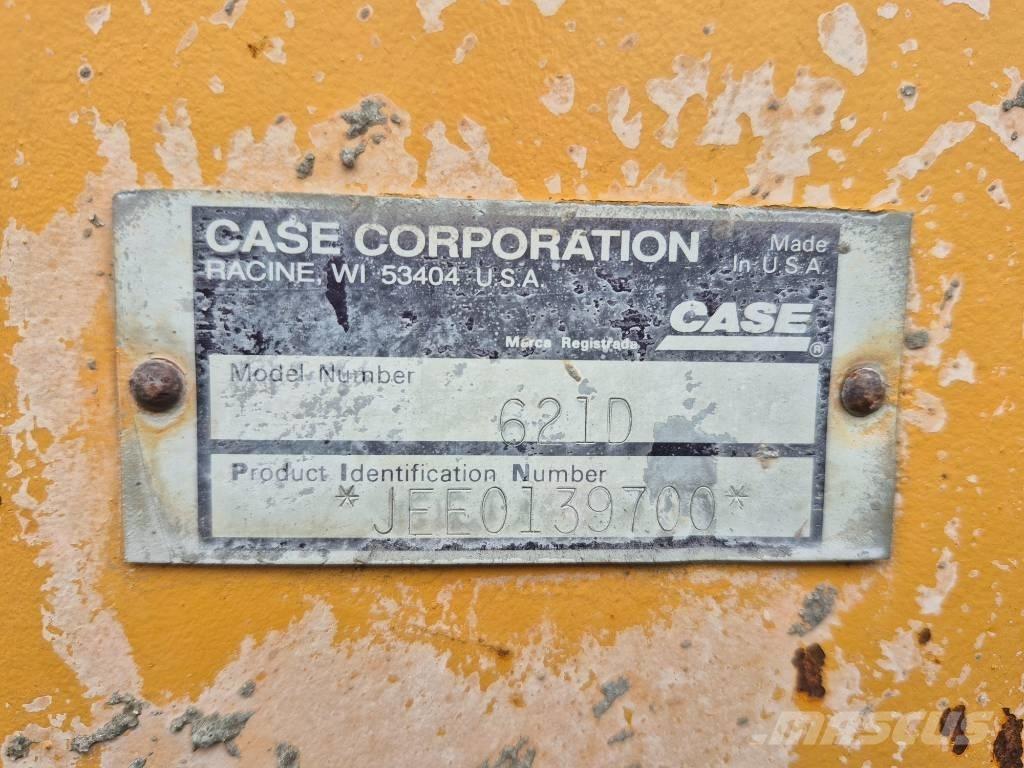 CASE CORPORATION
RACINE, WI 53404 U.S.A.
Made
In U.S.A.
CASE
®
Marca Registrada
Model Number
621D
Product Identification Number
*JEE0139700*
MASCUS